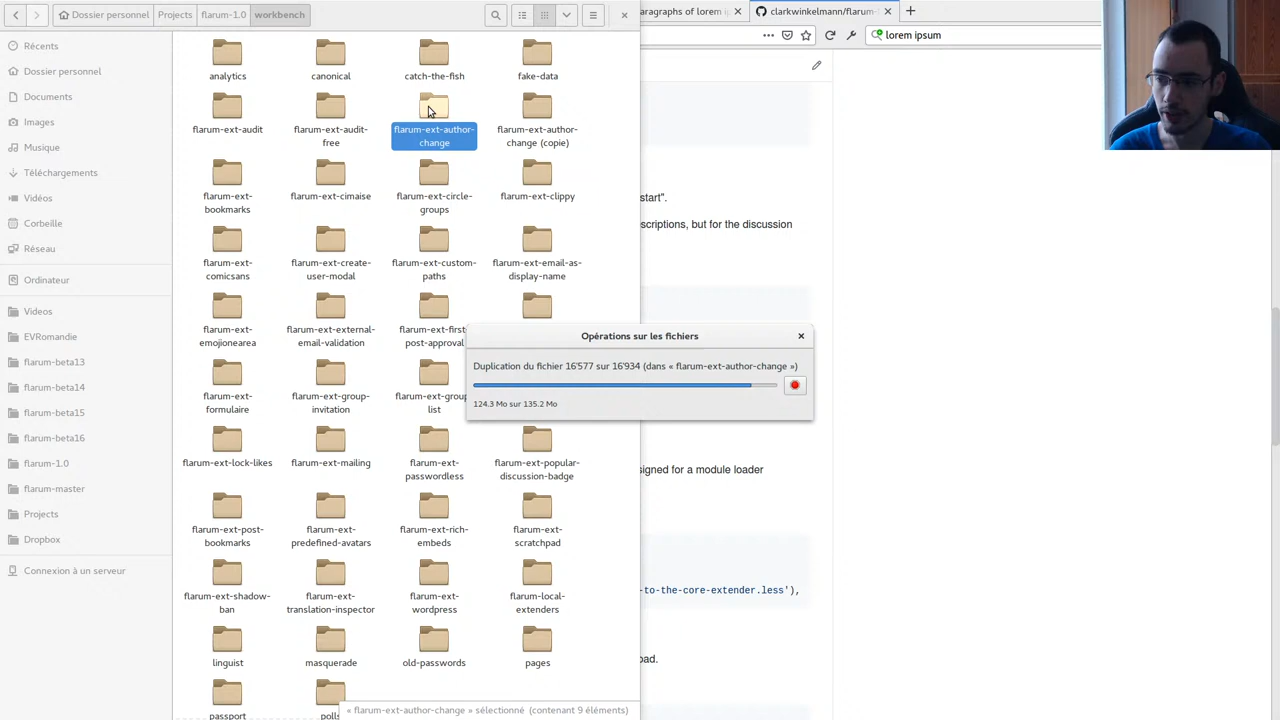 Dossier personnel
Projects
flarum-1.0
workbench
aragraphs of lorem i
clarkwinkelmann/flarum-
lorem ipsum
Récents
Dossier personnel
Documents
Images
Musique
Téléchargements
Vidéos
Corbeille
Réseau
Ordinateur
Videos
EVRomandie
flarum-beta13
flarum-beta14
flarum-beta15
flarum-beta16
flarum-1.0
flarum-master
Projects
Dropbox
Connexion à un serveur
analytics
canonical
catch-the-fish
fake-data
flarum-ext-audit
flarum-ext-audit-
free
flarum-ext-author-
change
flarum-ext-author-
change (copie)
flarum-ext-
bookmarks
flarum-ext-cimaise
flarum-ext-circle-
groups
flarum-ext-clippy
flarum-ext-
comicsans
flarum-ext-create-
user-modal
flarum-ext-custom-
paths
flarum-ext-email-as-
display-name
flarum-ext-
emojionearea
flarum-ext-external-
email-validation
flarum-ext-first-
post-approval
flarum-ext-
formulaire
flarum-ext-group-
invitation
flarum-ext-group
list
flarum-ext-lock-likes
flarum-ext-mailing
flarum-ext-
passwordless
flarum-ext-popular-
discussion-badge
flarum-ext-post-
bookmarks
flarum-ext-
predefined-avatars
flarum-ext-rich-
embeds
flarum-ext-
scratchpad
flarum-ext-shadow-
ban
flarum-ext-
translation-inspector
flarum-ext-
wordpress
flarum-local-
extenders
linguist
masquerade
old-passwords
pages
passport
polls
« flarum-ext-author-change » sélectionné (contenant 9 éléments)
Opérations sur les fichiers
Duplication du fichier 16'577 sur 16'934 (dans « flarum-ext-author-change »)
124.3 Mo sur 135.2 Mo
start".
scriptions, but for the discussion
signed for a module loader
-to-the-core-extender.less'),
oad.